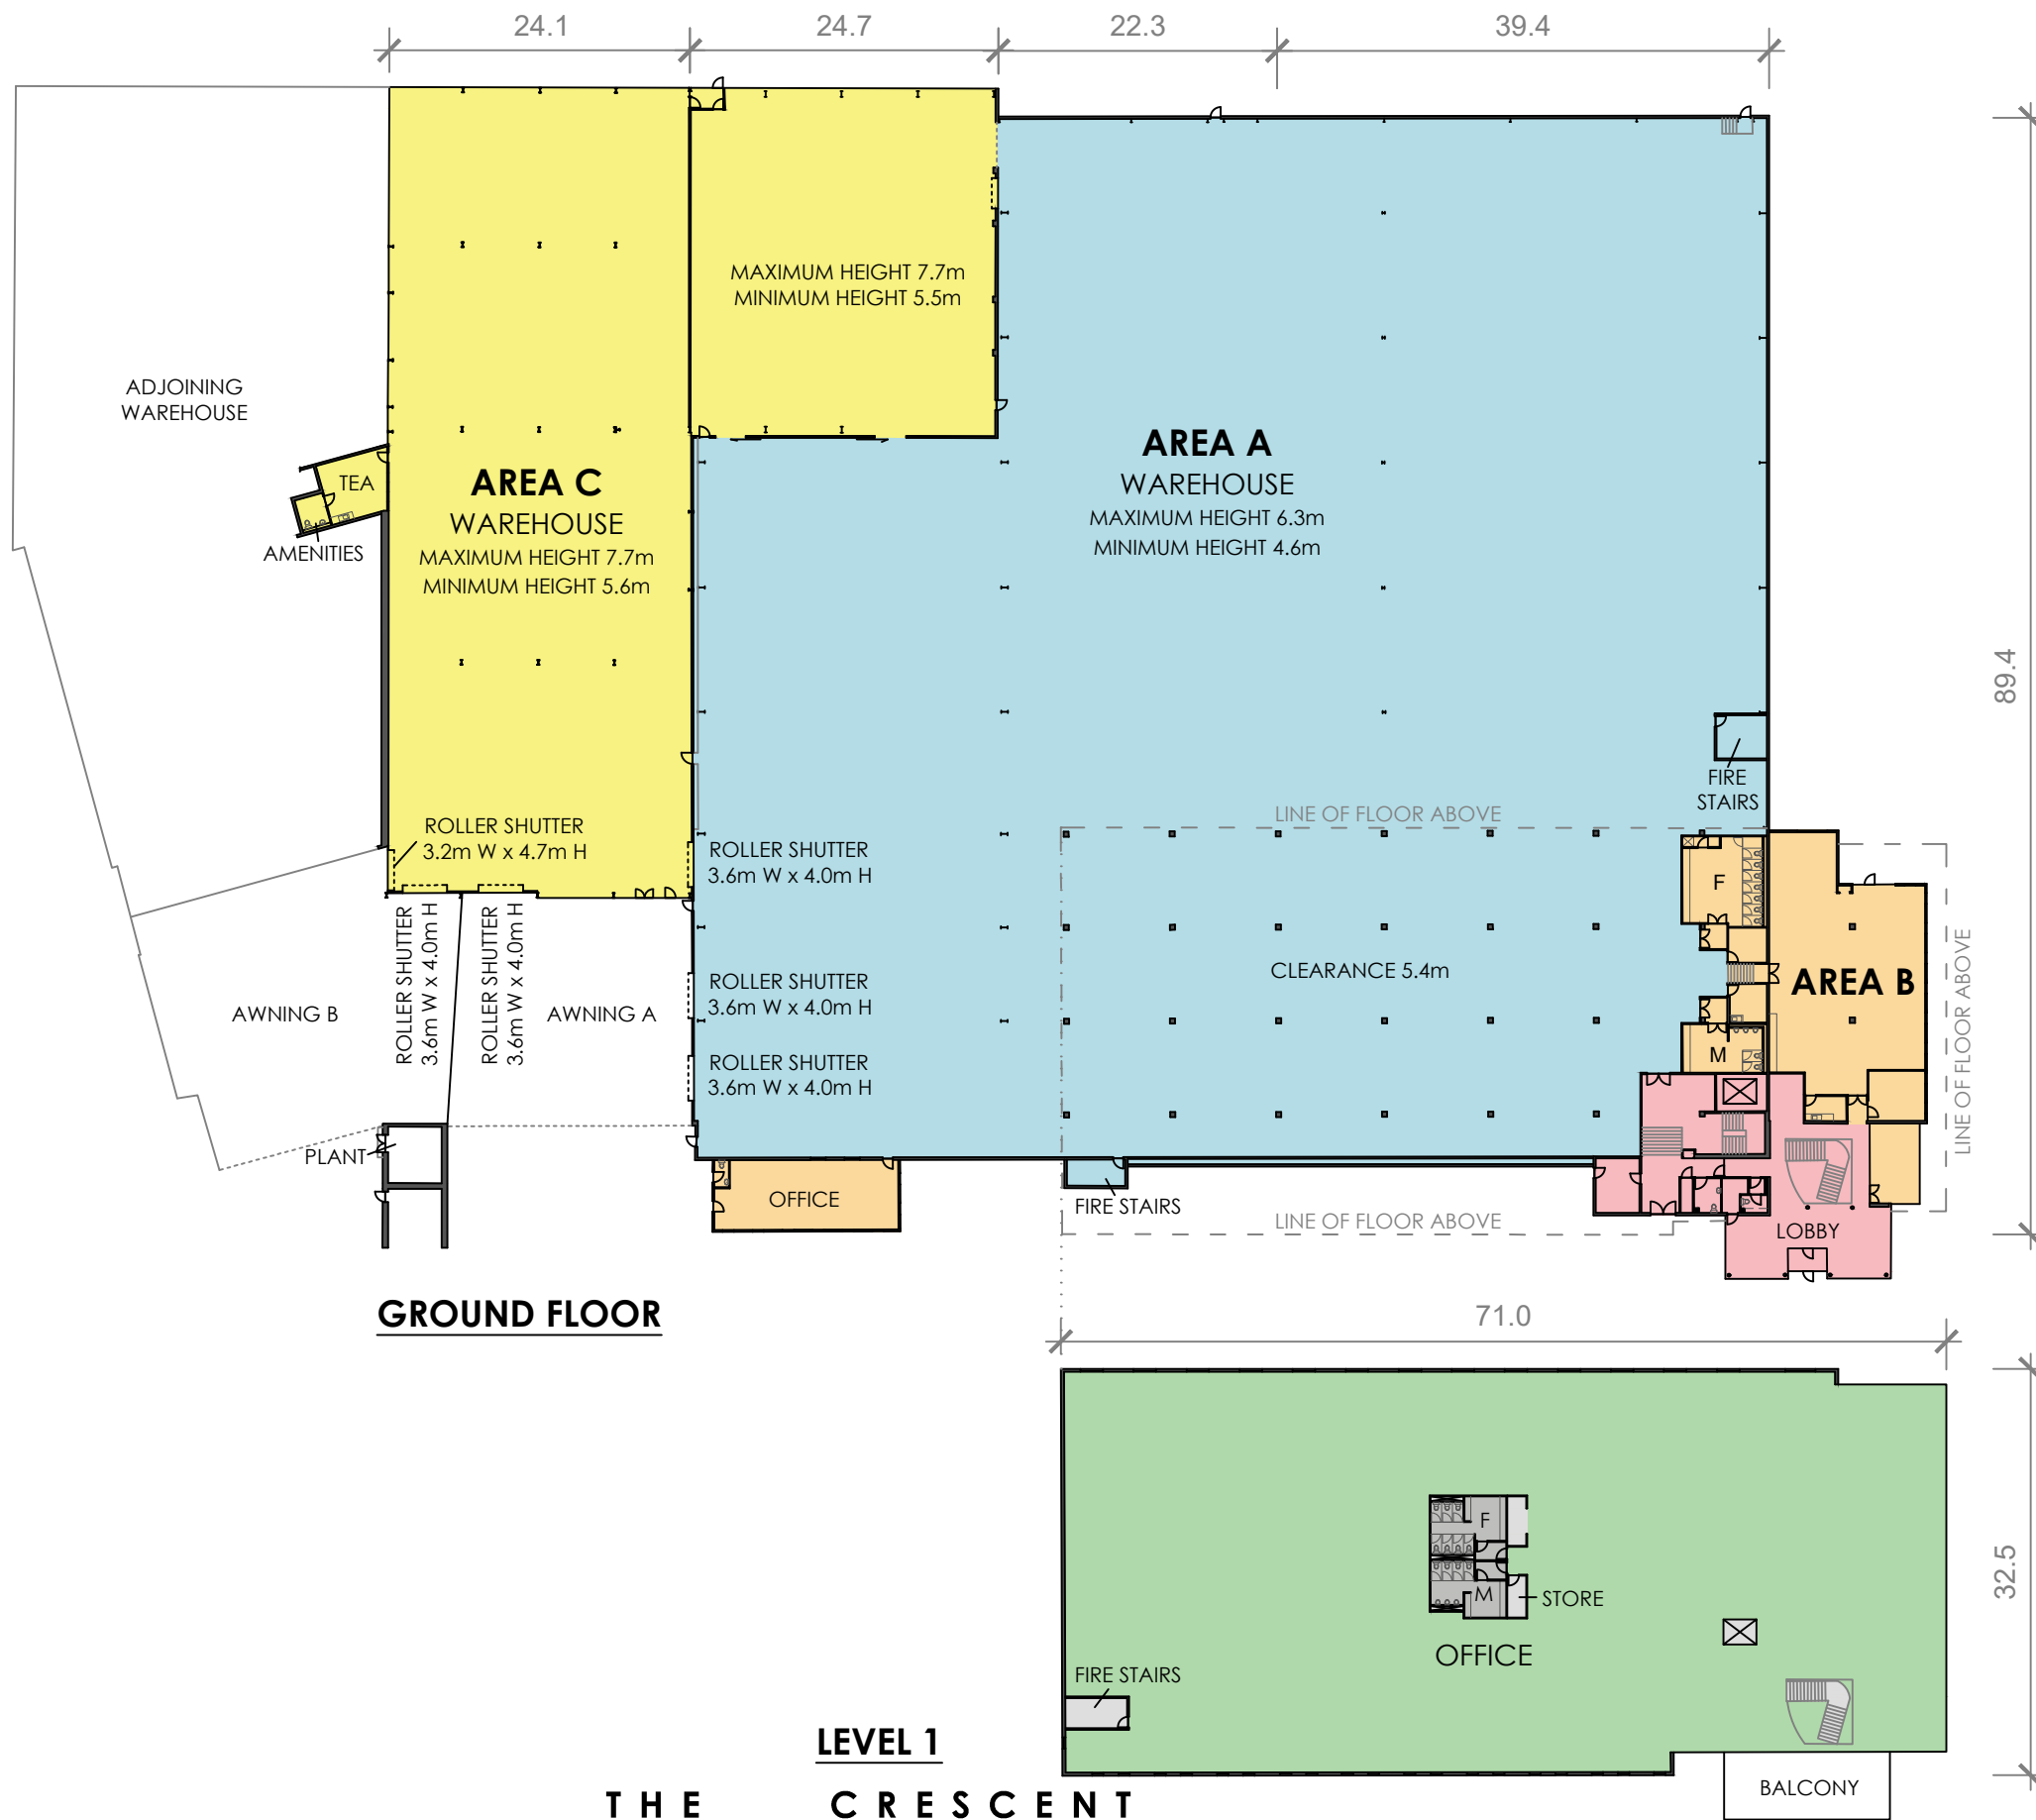 24.1
24.7
22.3
39.4
89.4
MAXIMUM HEIGHT 7.7m
MINIMUM HEIGHT 5.5m
ADJOINING
WAREHOUSE
TEA
AMENITIES
AREA C
WAREHOUSE
MAXIMUM HEIGHT 7.7m
MINIMUM HEIGHT 5.6m
AREA A
WAREHOUSE
MAXIMUM HEIGHT 6.3m
MINIMUM HEIGHT 4.6m
FIRE
STAIRS
LINE OF FLOOR ABOVE
ROLLER SHUTTER
3.2m W x 4.7m H
ROLLER SHUTTER
3.6m W x 4.0m H
F
ROLLER SHUTTER
3.6m W x 4.0m H
ROLLER SHUTTER
3.6m W x 4.0m H
AWNING B
AWNING A
ROLLER SHUTTER
3.6m W x 4.0m H
CLEARANCE 5.4m
AREA B
LINE OF FLOOR ABOVE
ROLLER SHUTTER
3.6m W x 4.0m H
M
PLANT
OFFICE
FIRE STAIRS
LINE OF FLOOR ABOVE
LOBBY
GROUND FLOOR
71.0
32.5
F
M
STORE
OFFICE
FIRE STAIRS
LEVEL 1
BALCONY
THE CRESCENT